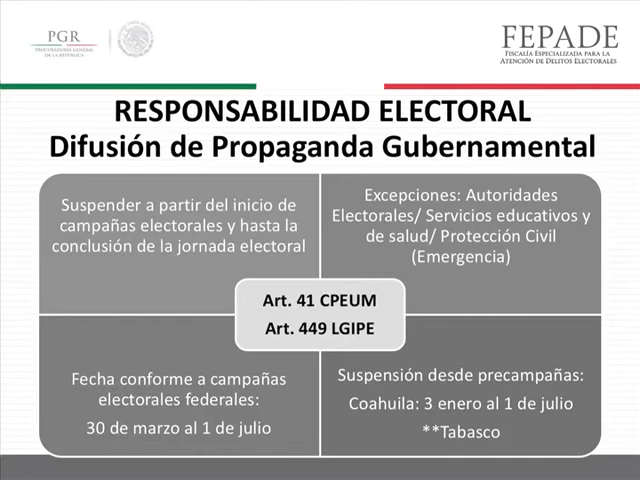 PGR
PROCURADURÍA GENERAL
DE LA REPÚBLICA
FEPADE
FISCALÍA ESPECIALIZADA PARA LA
ATENCIÓN DE DELITOS ELECTORALES
RESPONSABILIDAD ELECTORAL
Difusión de Propaganda Gubernamental
Suspender a partir del inicio de
campañas electorales y hasta la
conclusión de la jornada electoral
Excepciones: Autoridades
Electorales/ Servicios educativos y
de salud/ Protección Civil
(Emergencia)
Art. 41 CPEUM
Art. 449 LGIPE
Fecha conforme a campañas
electorales federales:
30 de marzo al 1 de julio
Suspensión desde precampañas:
Coahuila: 3 enero al 1 de julio
**Tabasco